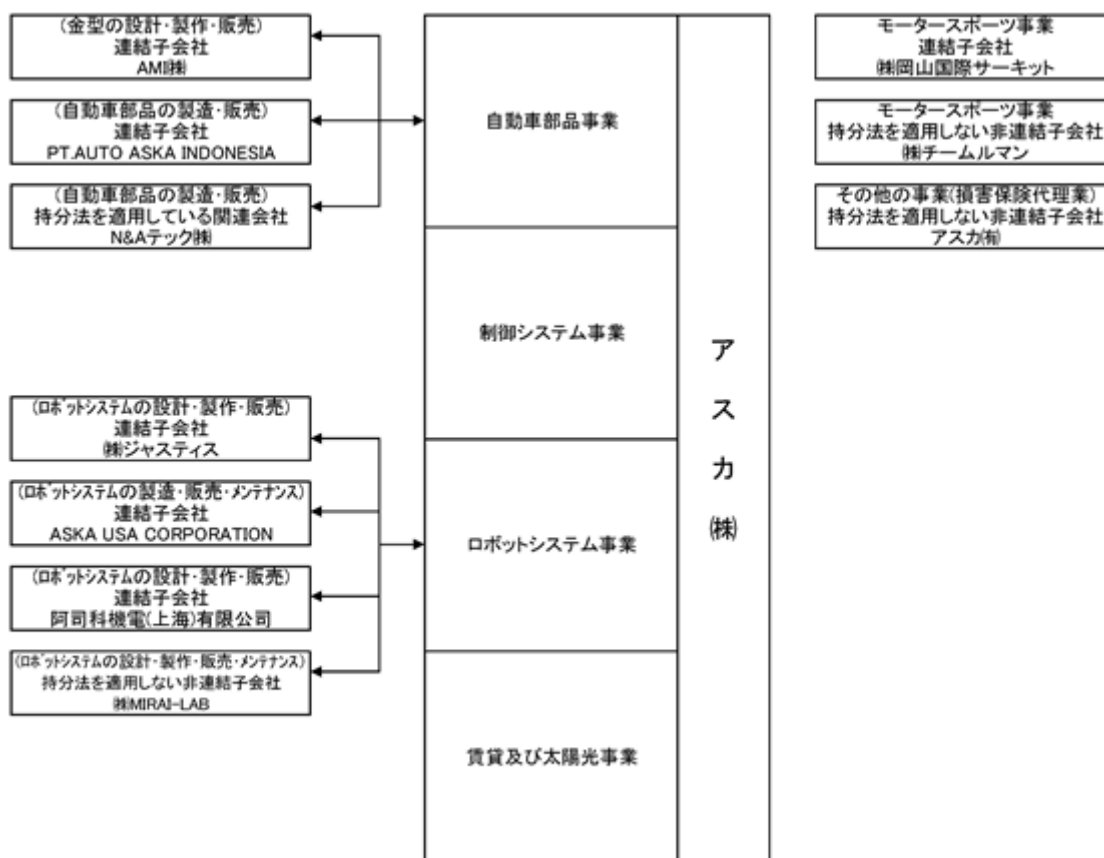 (金型の設計・製作・販売)
連結子会社
AMI㈱
(自動車部品の製造・販売)
連結子会社
PT.AUTO ASKA INDONESIA
(自動車部品の製造・販売)
持分法を適用している関連会社
N&Aテック㈱
(ロボットシステムの設計・製作・販売)
連結子会社
㈱ジャスティス
(ロボットシステムの製造・販売・メンテナンス)
連結子会社
ASKA USA CORPORATION
(ロボットシステムの設計・製作・販売)
連結子会社
阿司科機電(上海)有限公司
(ロボットシステムの設計・製作・販売・メンテナンス)
持分法を適用しない非連結子会社
㈱MIRAI-LAB
自動車部品事業
制御システム事業
ロボットシステム事業
賃貸及び太陽光事業
アスカ㈱
モータースポーツ事業
連結子会社
㈱岡山国際サーキット
モータースポーツ事業
持分法を適用しない非連結子会社
㈱チームルマン
その他の事業(損害保険代理業)
持分法を適用しない非連結子会社
アスカ㈲